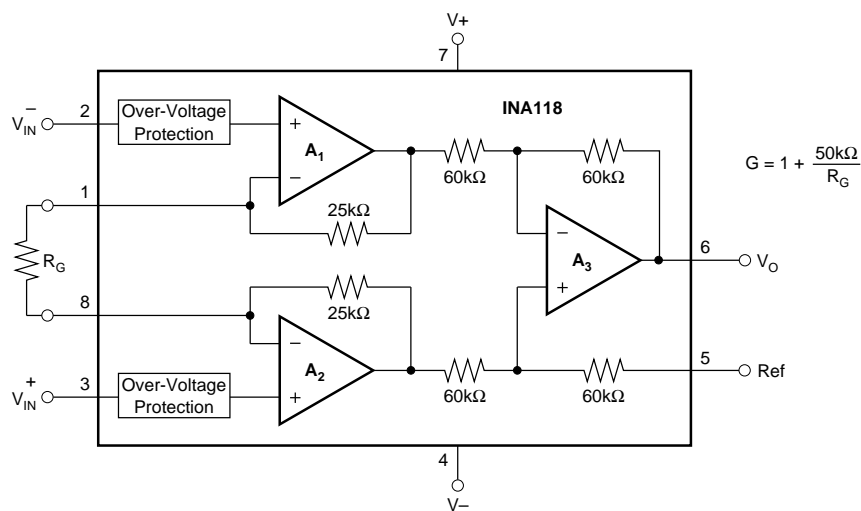 V+
7
INA118
V–IN
2
Over-Voltage
Protection
+
A1
–
60kΩ
60kΩ
G = 1 + 50kΩ
RG
1
25kΩ
RG
–
A3
+
6
VO
8
25kΩ
–
A2
+
60kΩ
60kΩ
5
Ref
V+IN
3
Over-Voltage
Protection
4
V–